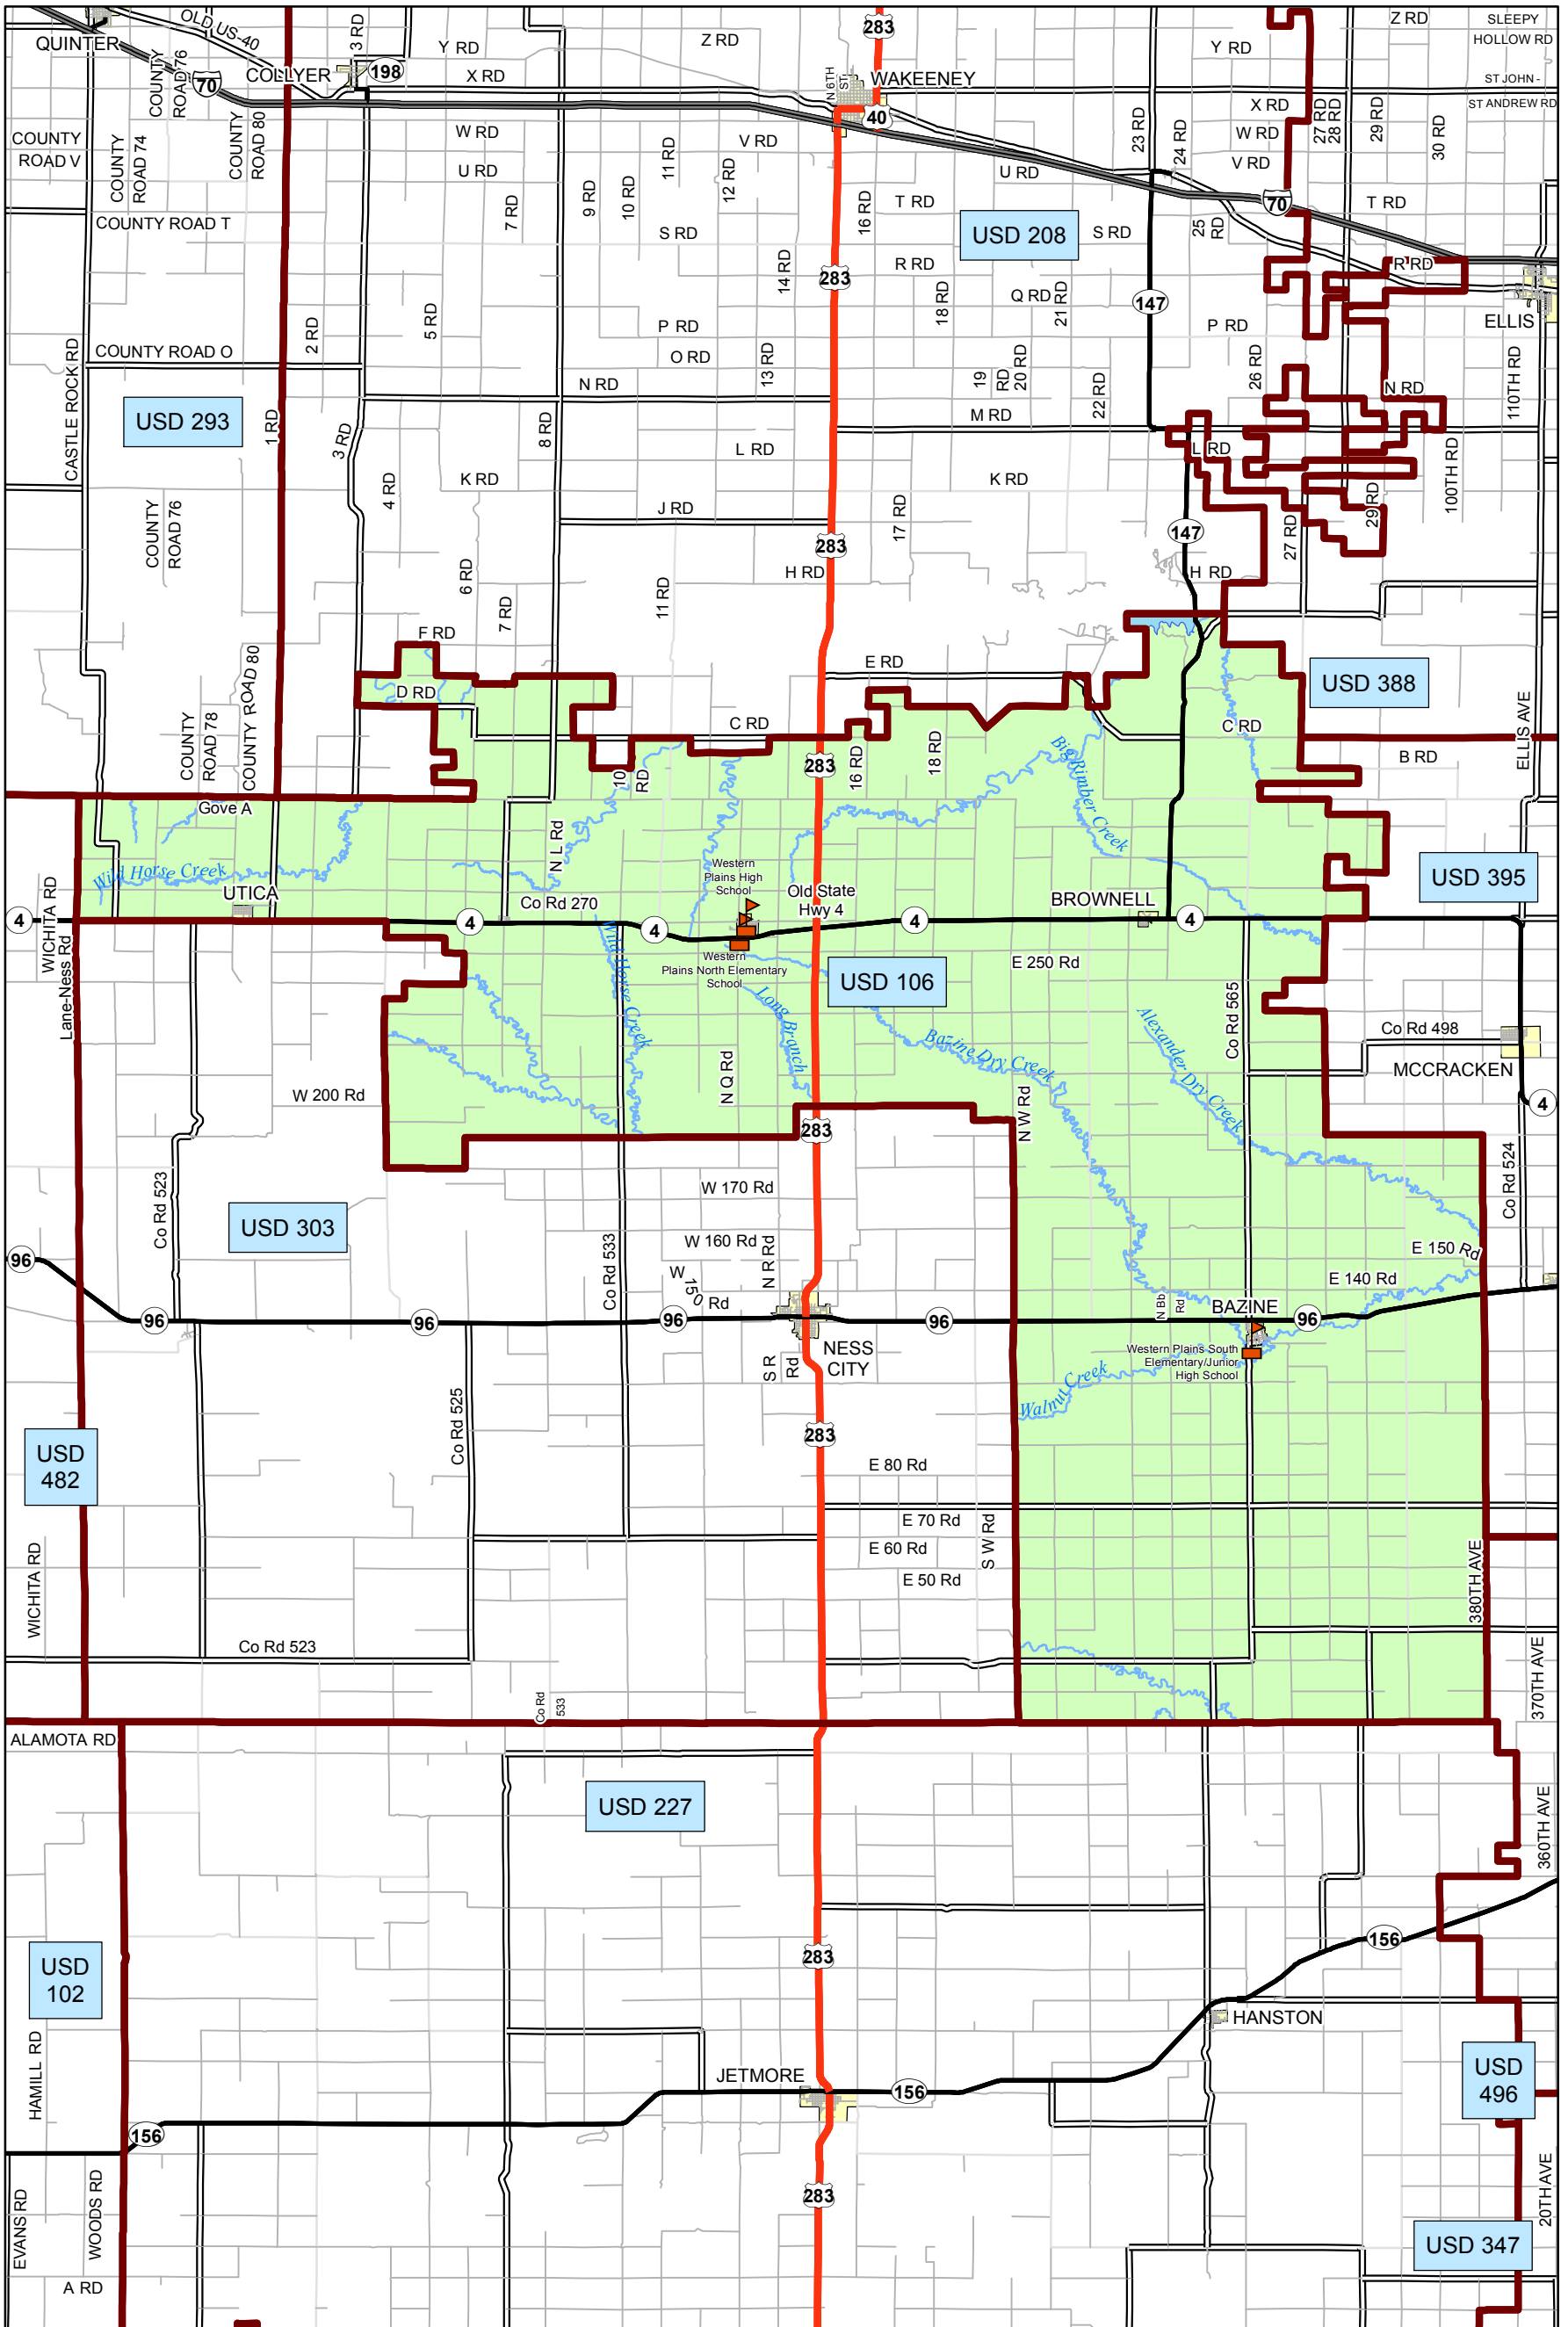 283
Z RD
SLEEPY
HOLLOW RD
OLD US-40
3 RD
QUINTER
COUNTY
ROAD 76
Y RD
Z RD
Y RD
COLLYER
198
X RD
N 6TH
ST
WAKEENEY
ST JOHN -
ST ANDREW RD
70
40
X RD
27 RD
28 RD
29 RD
30 RD
COUNTY
ROAD V
COUNTY
ROAD 74
COUNTY
ROAD 80
W RD
V RD
23 RD
24 RD
W RD
V RD
U RD
11 RD
12 RD
U RD
7 RD
9 RD
10 RD
16 RD
T RD
70
T RD
COUNTY ROAD T
S RD
USD 208
S RD
25
RD
14 RD
R RD
R RD
283
18 RD
Q RD
21 RD
147
ELLIS
2 RD
5 RD
P RD
P RD
COUNTY ROAD O
O RD
CASTLE ROCK RD
13 RD
19
RD
20 RD
22 RD
26 RD
110TH RD
N RD
N RD
USD 293
1 RD
3 RD
8 RD
M RD
L RD
L RD
4 RD
K RD
K RD
100TH RD
COUNTY
ROAD 76
J RD
17 RD
29 RD
283
147
27 RD
H RD
H RD
6 RD
7 RD
11 RD
F RD
E RD
COUNTY ROAD 80
D RD
USD 388
COUNTY
ROAD 78
C RD
C RD
ELLIS AVE
283
10
RD
16 RD
18 RD
Big Timber Creek
B RD
Gove A
N L Rd
Wild Horse Creek
Western
Plains High
School
WICHITA RD
UTICA
Co Rd 270
Old State
Hwy 4
BROWNELL
USD 395
4
4
4
4
4
Lane-Ness Rd
Wild Horse Creek
Western
Plains North Elementary
School
USD 106
E 250 Rd
Long Branch
Co Rd 565
Alexander Dry Creek
Bazine Dry Creek
Co Rd 498
MCCRACKEN
N Q Rd
W 200 Rd
N W Rd
4
283
Co Rd 523
W 170 Rd
Co Rd 524
USD 303
W 160 Rd
N R Rd
E 150 Rd
96
Co Rd 533
W
150
Rd
E 140 Rd
N Bb
Rd
BAZINE
96
96
96
96
96
NESS
CITY
S R
Rd
Western Plains South
Elementary/Junior
High School
Walnut Creek
Co Rd 525
283
USD
482
E 80 Rd
E 70 Rd
S W Rd
E 60 Rd
E 50 Rd
WICHITA RD
380TH AVE
Co Rd 523
Co Rd
533
370TH AVE
ALAMOTA RD
USD 227
360TH AVE
156
283
USD
102
HANSTON
HAMILL RD
JETMORE
156
USD
496
156
EVANS RD
WOODS RD
283
20TH AVE
USD 347
A RD